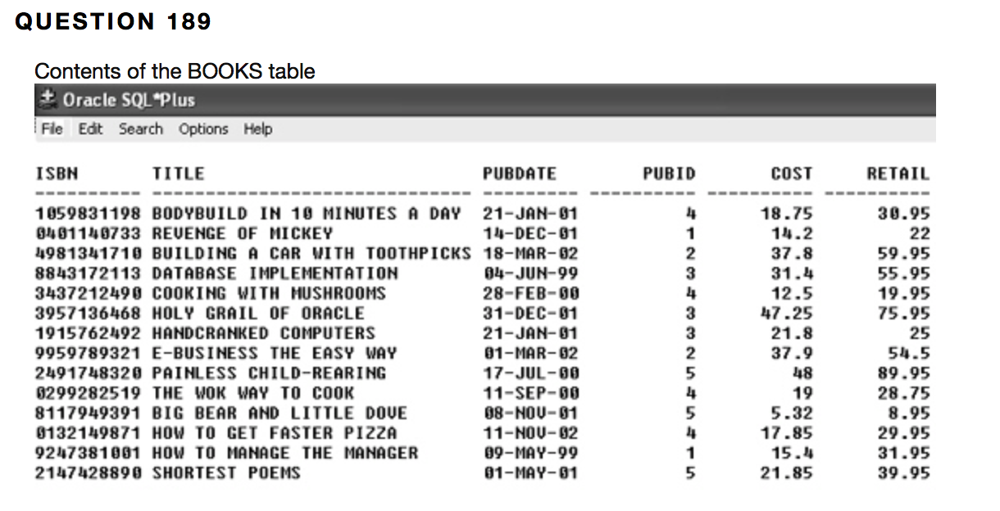 QUESTION 189
Contents of the BOOKS table
Oracle SQL*Plus
File Edit Search Options Help
ISBN TITLE PUBDATE PUBID COST RETAIL
---------- ------------------------------ --------- ---------- ---------- ----------
1059831198 BODYBUILD IN 10 MINUTES A DAY 21-JAN-01 4 18.75 30.95
0401140733 REVENGE OF MICKEY 14-DEC-01 1 14.2 22
4981341710 BUILDING A CAR WITH TOOTHPICKS 18-MAR-02 2 37.8 59.95
8843172113 DATABASE IMPLEMENTATION 04-JUN-99 3 31.4 55.95
3437212490 COOKING WITH MUSHROOMS 28-FEB-00 4 12.5 19.95
3957136468 HOLY GRAIL OF ORACLE 31-DEC-01 3 47.25 75.95
1915762492 HANDCRANKED COMPUTERS 21-JAN-01 3 21.8 25
9959789321 E-BUSINESS THE EASY WAY 01-MAR-02 2 37.9 54.5
2491748320 PAINLESS CHILD-REARING 17-JUL-00 5 48 89.95
0299282519 THE WOK WAY TO COOK 11-SEP-00 4 19 28.75
8117949391 BIG BEAR AND LITTLE DOVE 08-NOV-01 5 5.32 8.95
0132149871 HOW TO GET FASTER PIZZA 11-NOV-02 4 17.85 29.95
9247381001 HOW TO MANAGE THE MANAGER 09-MAY-99 1 15.4 31.95
2147428890 SHORTEST POEMS 01-MAY-01 5 21.85 39.95